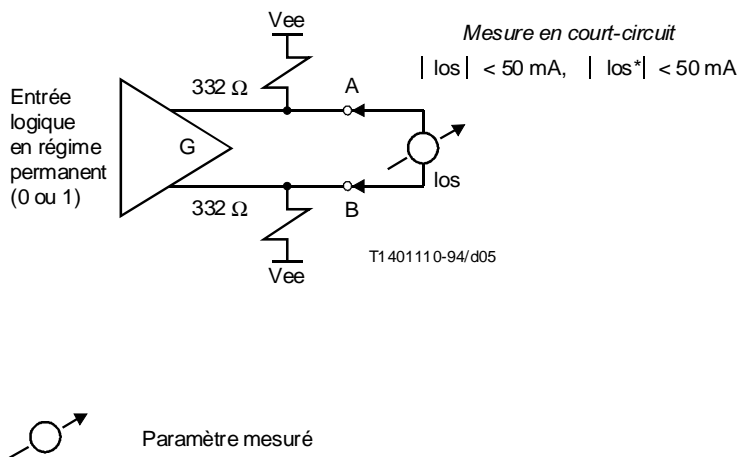 Vee
Mesure en court-circuit
| Ios | < 50 mA, | Ios* | < 50 mA
332 Ω
A
Entrée
logique
en régime
permanent
(0 ou 1)
G
Ios
332 Ω
B
Vee
T1401110-94/d05
Paramètre mesuré